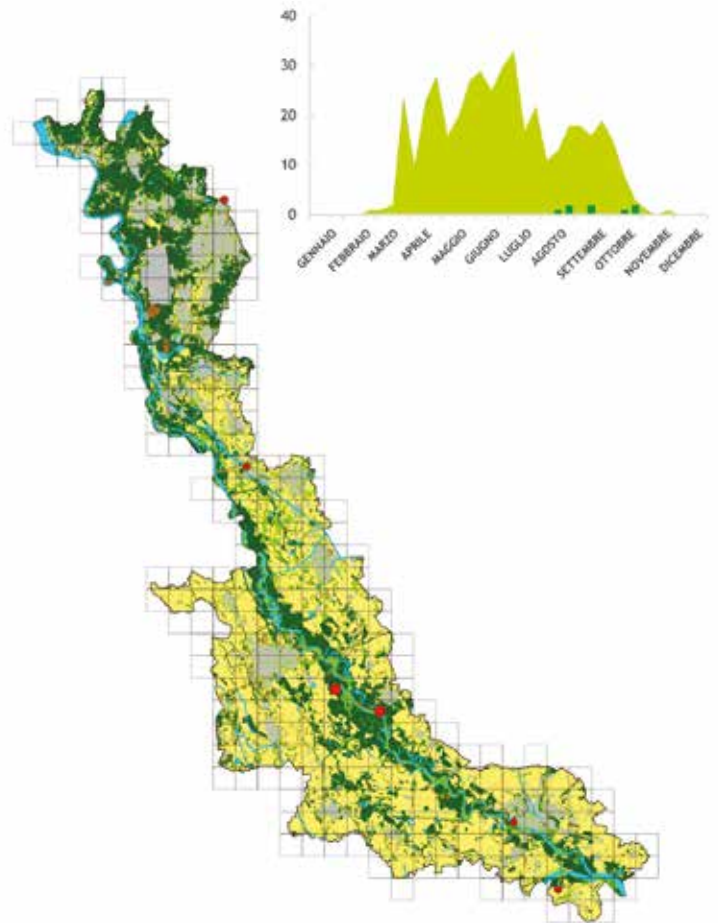 40
30
20
10
0
GENNAIO
FEBBRAIO
MARZO
APRILE
MAGGIO
GIUGNO
LUGLIO
AGOSTO
SETTEMBRE
OTTOBRE
NOVEMBRE
DICEMBRE